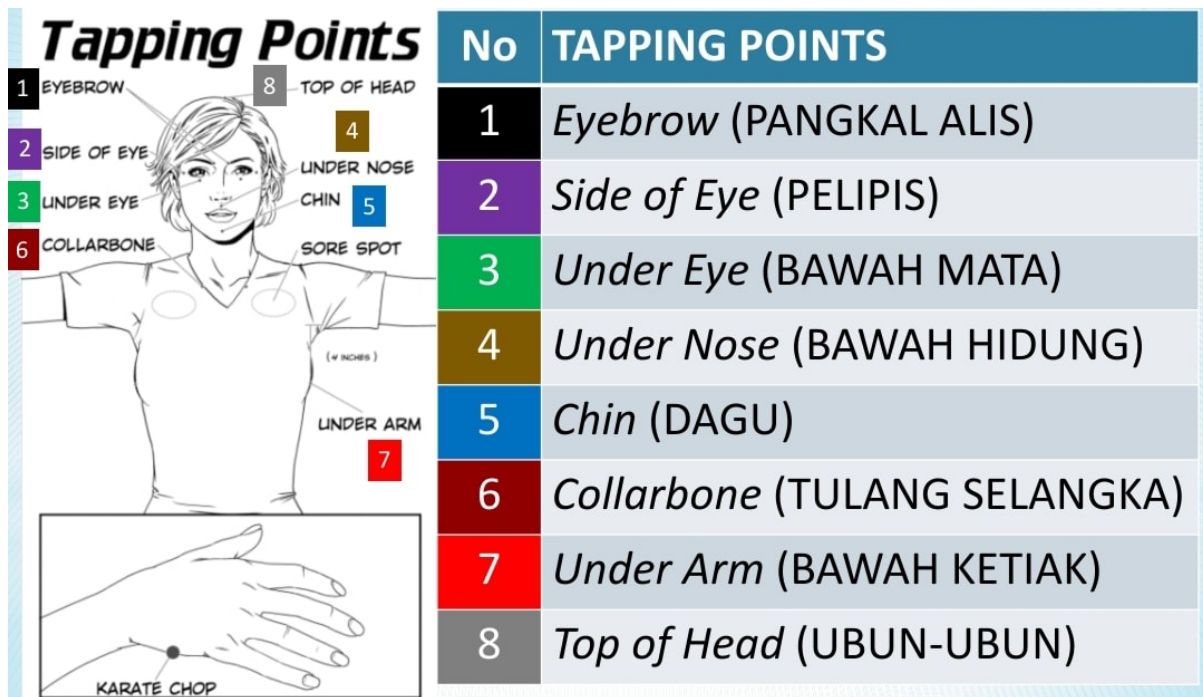 Tapping Points
1 EYEBROW
8 TOP OF HEAD
4
2 SIDE OF EYE
UNDER NOSE
3 UNDER EYE
CHIN 5
6 COLLARBONE
SORE SPOT
(4 INCHES)
UNDER ARM
7
KARATE CHOP
No TAPPING POINTS
1 Eyebrow (PANGKAL ALIS)
2 Side of Eye (PELIPIS)
3 Under Eye (BAWAH MATA)
4 Under Nose (BAWAH HIDUNG)
5 Chin (DAGU)
6 Collarbone (TULANG SELANGKA)
7 Under Arm (BAWAH KETIAK)
8 Top of Head (UBUN-UBUN)